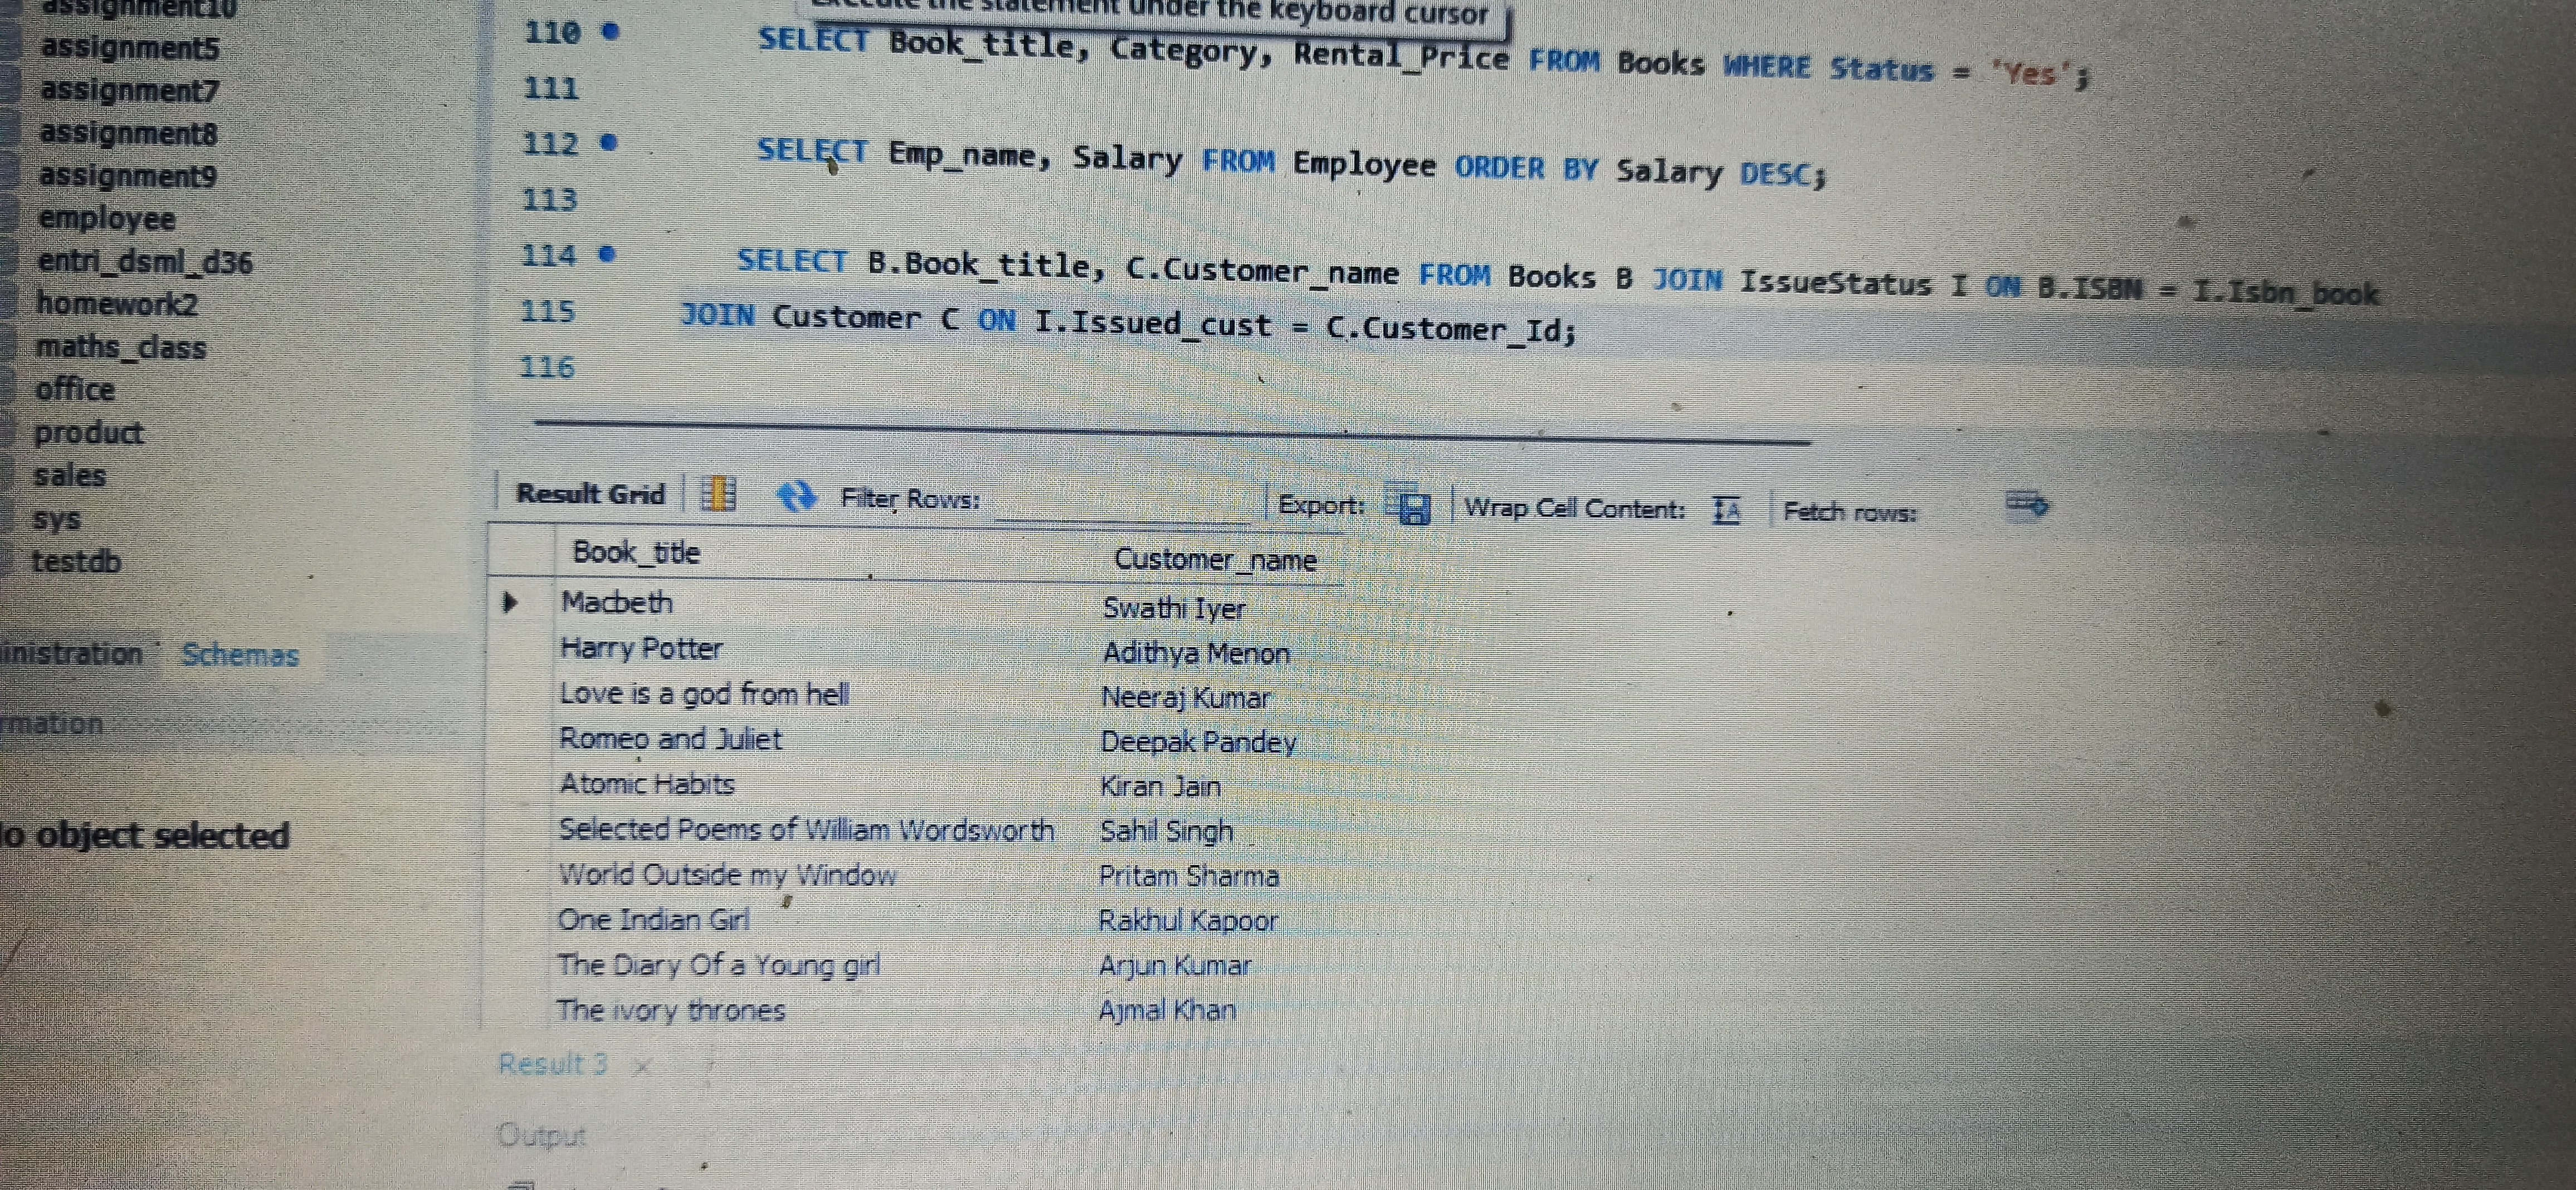 assignment10
assignment5
assignment7
assignment8
assignment9
employee
entri_dsml_d36
homework2
maths_class
office
product
sales
sys
testdb
inistration Schemas
rmation
o object selected
the statement under the keyboard cursor
110 SELECT Book_title, Category, Rental_Price FROM Books WHERE Status = 'Yes';
111
112 SELECT Emp_name, Salary FROM Employee ORDER BY Salary DESC;
113
114 SELECT B.Book_title, C.Customer_name FROM Books B JOIN IssueStatus I ON B.ISBN = I.Isbn_book
115 JOIN Customer C ON I.Issued_cust = C.Customer_Id;
116
Result Grid Filter Rows: Export: Wrap Cell Content: Fetch rows:
Book_title Customer_name
Macbeth Swathi Iyer
Harry Potter Adithya Menon
Love is a god from hell Neeraj Kumar
Romeo and Juliet Deepak Pandey
Atomic Habits Kiran Jain
Selected Poems of William Wordsworth Sahil Singh
World Outside my Window Pritam Sharma
One Indian Girl Rakhul Kapoor
The Diary Of a Young girl Arjun Kumar
The ivory thrones Ajmal Khan
Result 3
Output